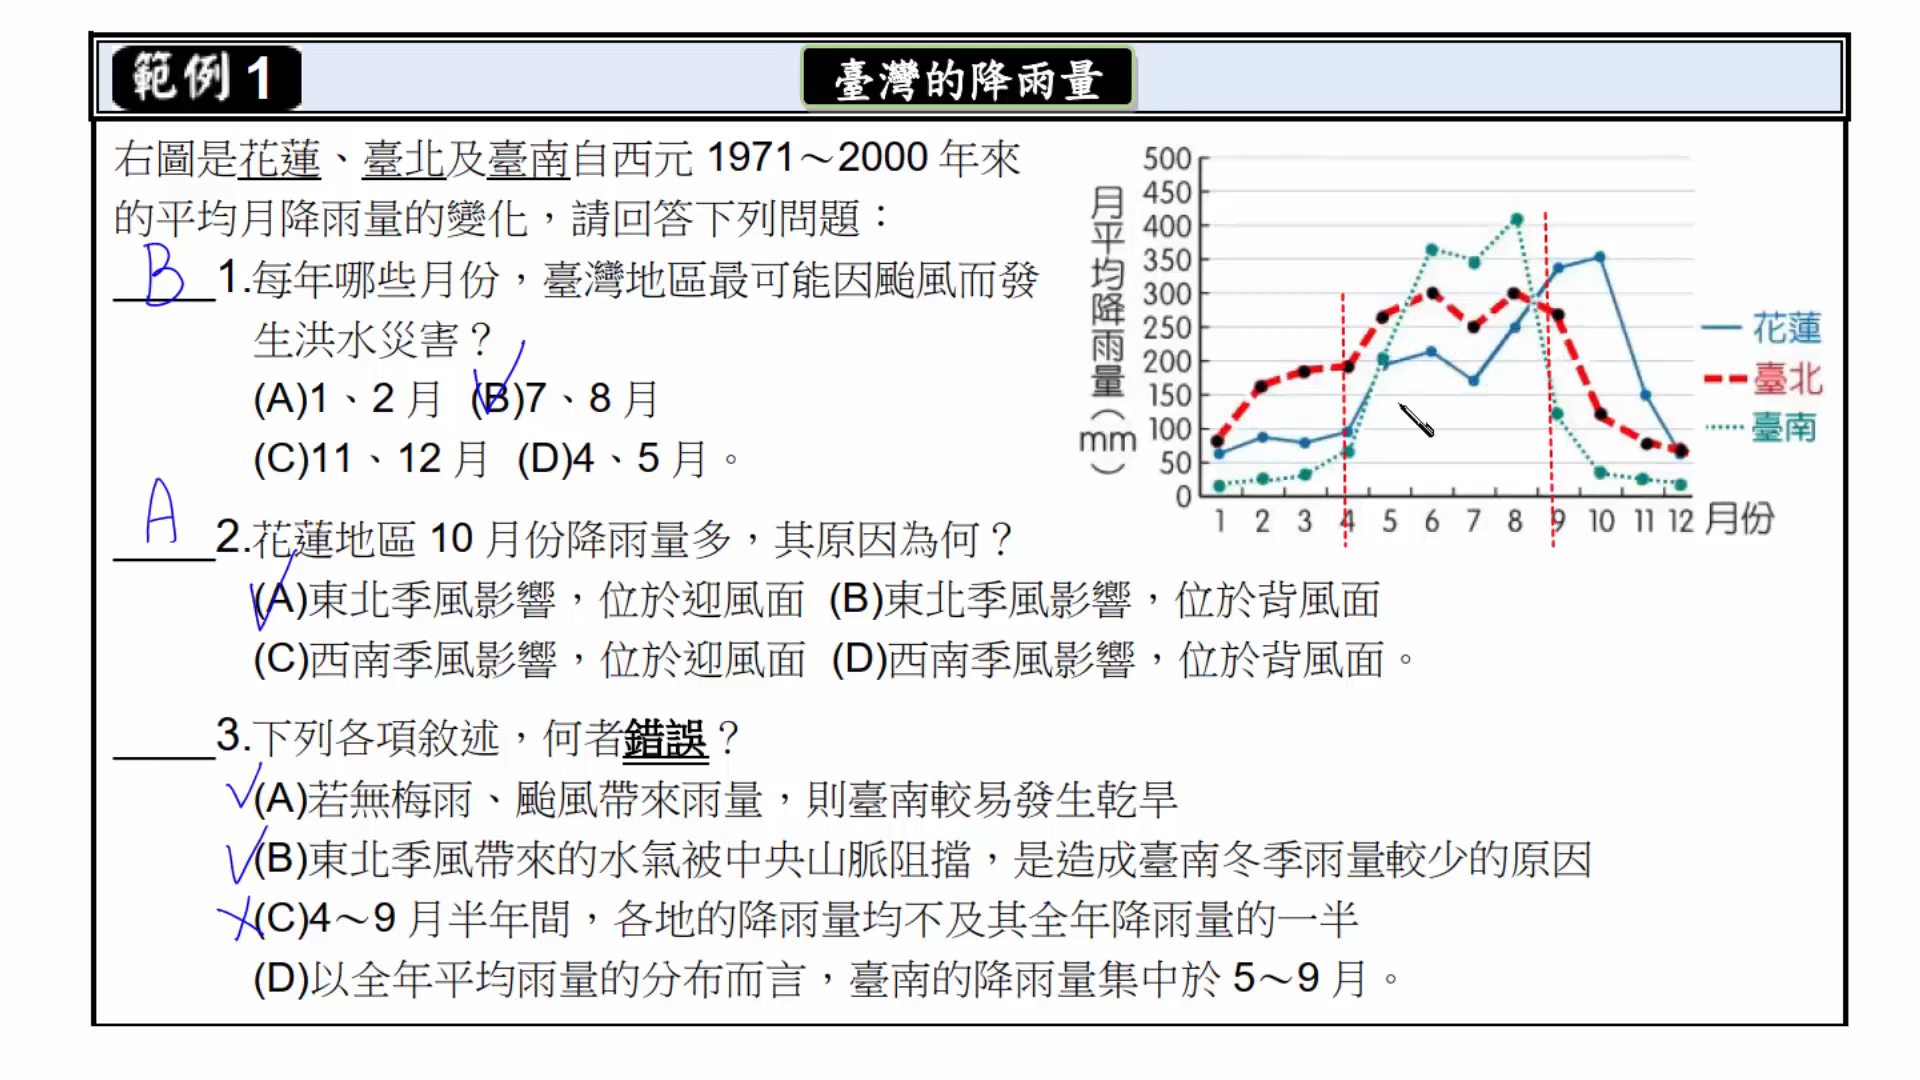 範例1
臺灣的降雨量
右圖是花蓮、臺北及臺南自西元 1971～2000 年來
的平均月降雨量的變化，請回答下列問題：
B 1.每年哪些月份，臺灣地區最可能因颱風而發
生洪水災害？
(A)1、2 月 (B)7、8 月
(C)11、12 月 (D)4、5 月。
A 2.花蓮地區 10 月份降雨量多，其原因為何？
(A)東北季風影響，位於迎風面 (B)東北季風影響，位於背風面
(C)西南季風影響，位於迎風面 (D)西南季風影響，位於背風面。
3.下列各項敘述，何者錯誤？
(A)若無梅雨、颱風帶來雨量，則臺南較易發生乾旱
(B)東北季風帶來的水氣被中央山脈阻擋，是造成臺南冬季雨量較少的原因
(C)4～9 月半年間，各地的降雨量均不及其全年降雨量的一半
(D)以全年平均雨量的分布而言，臺南的降雨量集中於 5～9 月。
月平均降雨量（mm）
500
450
400
350
300
250
200
150
100
50
0
1 2 3 4 5 6 7 8 9 10 11 12 月份
花蓮
臺北
臺南